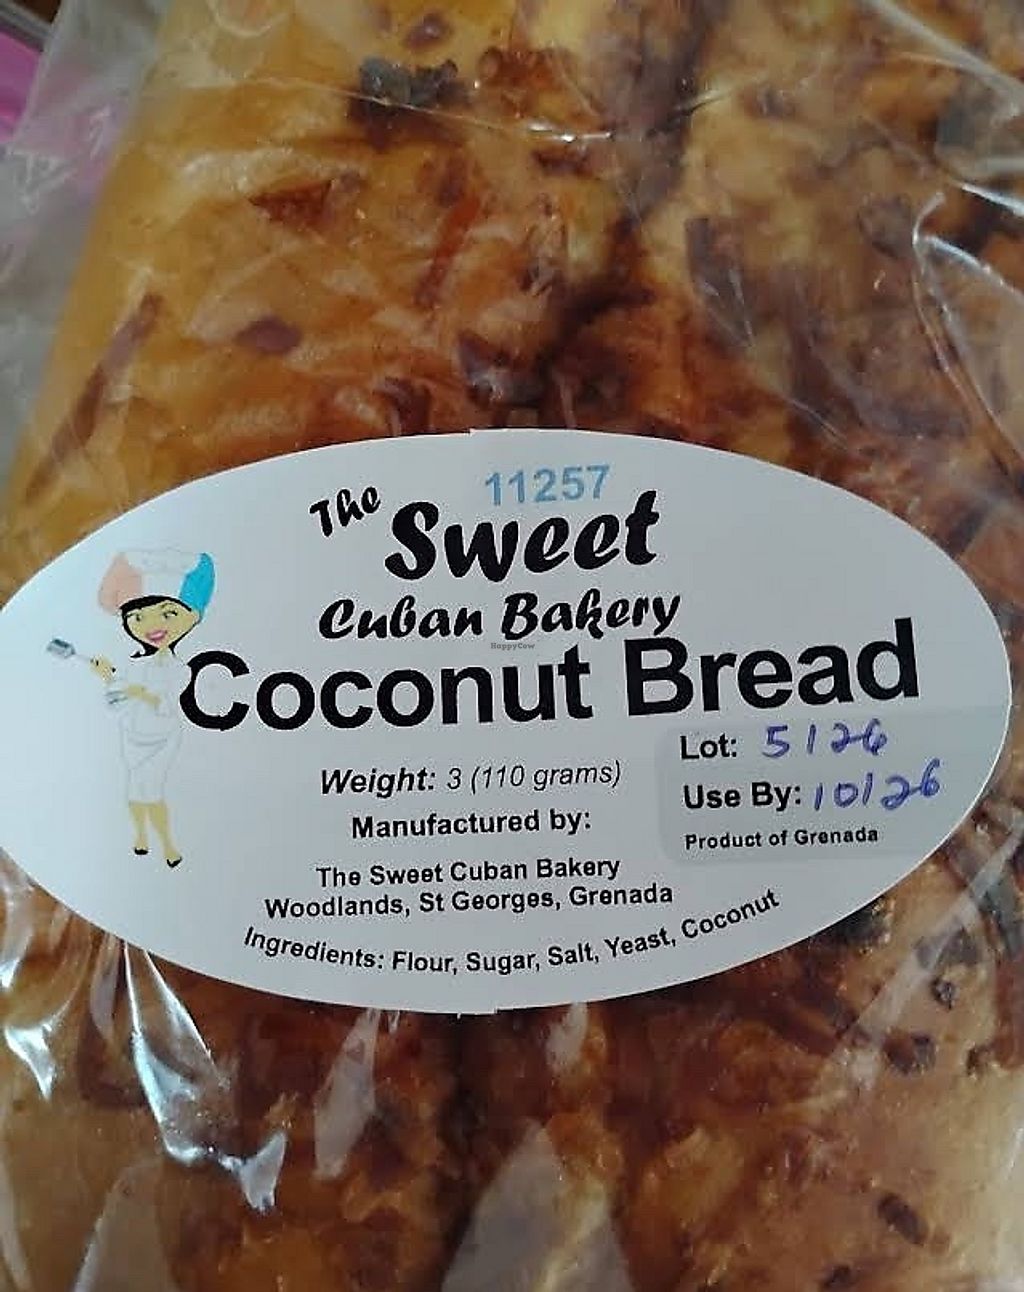 11257
The
Sweet
Cuban Bakery
HappyCow
Coconut Bread
Lot: 5126
Weight: 3 (110 grams)
Use By: 10126
Manufactured by:
Product of Grenada
The Sweet Cuban Bakery
Woodlands, St Georges, Grenada
Ingredients: Flour, Sugar, Salt, Yeast, Coconut